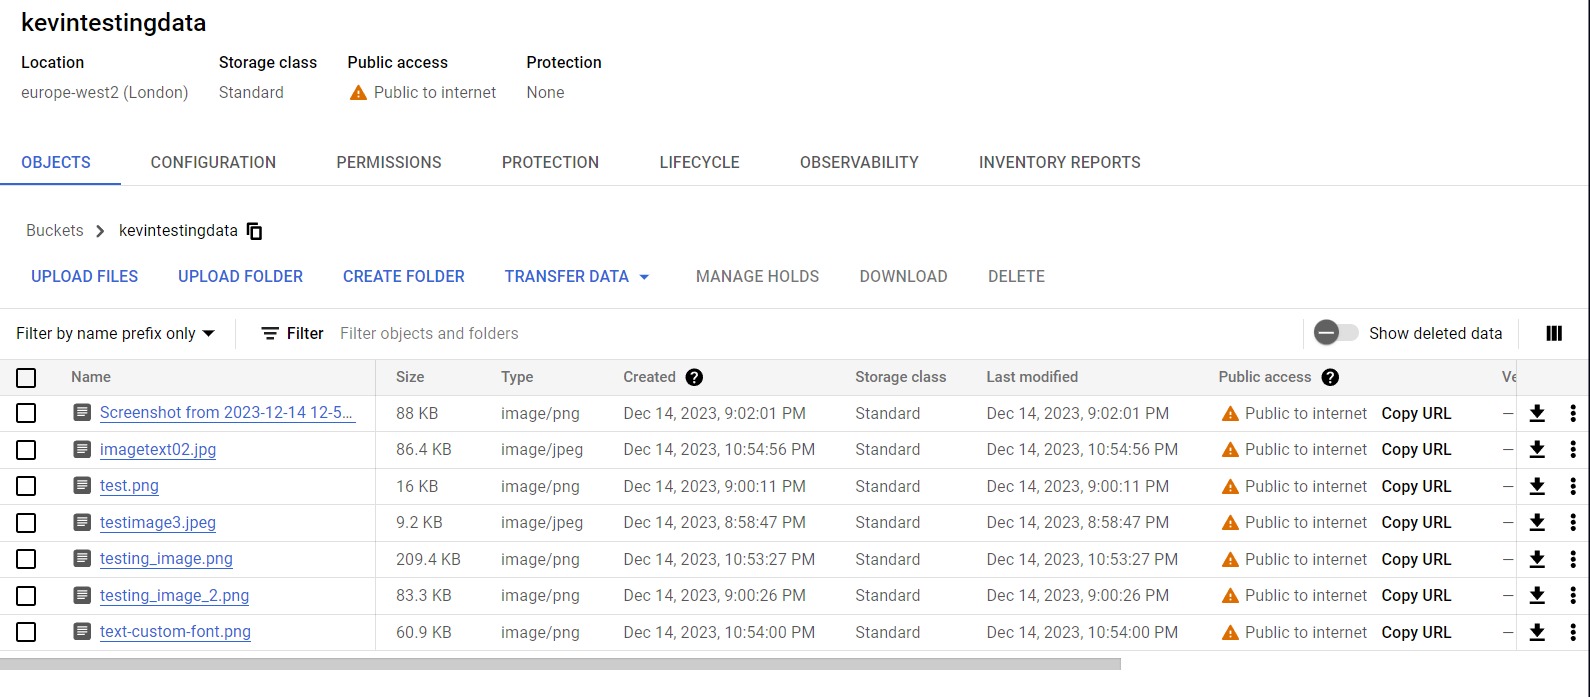 kevintestingdata
Location Storage class Public access Protection
europe-west2 (London) Standard Public to internet None
OBJECTS CONFIGURATION PERMISSIONS PROTECTION LIFECYCLE OBSERVABILITY INVENTORY REPORTS
Buckets > kevintestingdata
UPLOAD FILES UPLOAD FOLDER CREATE FOLDER TRANSFER DATA MANAGE HOLDS DOWNLOAD DELETE
Filter by name prefix only Filter Filter objects and folders Show deleted data
Name Size Type Created Storage class Last modified Public access Ve
Screenshot from 2023-12-14 12-5... 88 KB image/png Dec 14, 2023, 9:02:01 PM Standard Dec 14, 2023, 9:02:01 PM Public to internet Copy URL —
imagetext02.jpg 86.4 KB image/jpeg Dec 14, 2023, 10:54:56 PM Standard Dec 14, 2023, 10:54:56 PM Public to internet Copy URL —
test.png 16 KB image/png Dec 14, 2023, 9:00:11 PM Standard Dec 14, 2023, 9:00:11 PM Public to internet Copy URL —
testimage3.jpeg 9.2 KB image/jpeg Dec 14, 2023, 8:58:47 PM Standard Dec 14, 2023, 8:58:47 PM Public to internet Copy URL —
testing_image.png 209.4 KB image/png Dec 14, 2023, 10:53:27 PM Standard Dec 14, 2023, 10:53:27 PM Public to internet Copy URL —
testing_image_2.png 83.3 KB image/png Dec 14, 2023, 9:00:26 PM Standard Dec 14, 2023, 9:00:26 PM Public to internet Copy URL —
text-custom-font.png 60.9 KB image/png Dec 14, 2023, 10:54:00 PM Standard Dec 14, 2023, 10:54:00 PM Public to internet Copy URL —